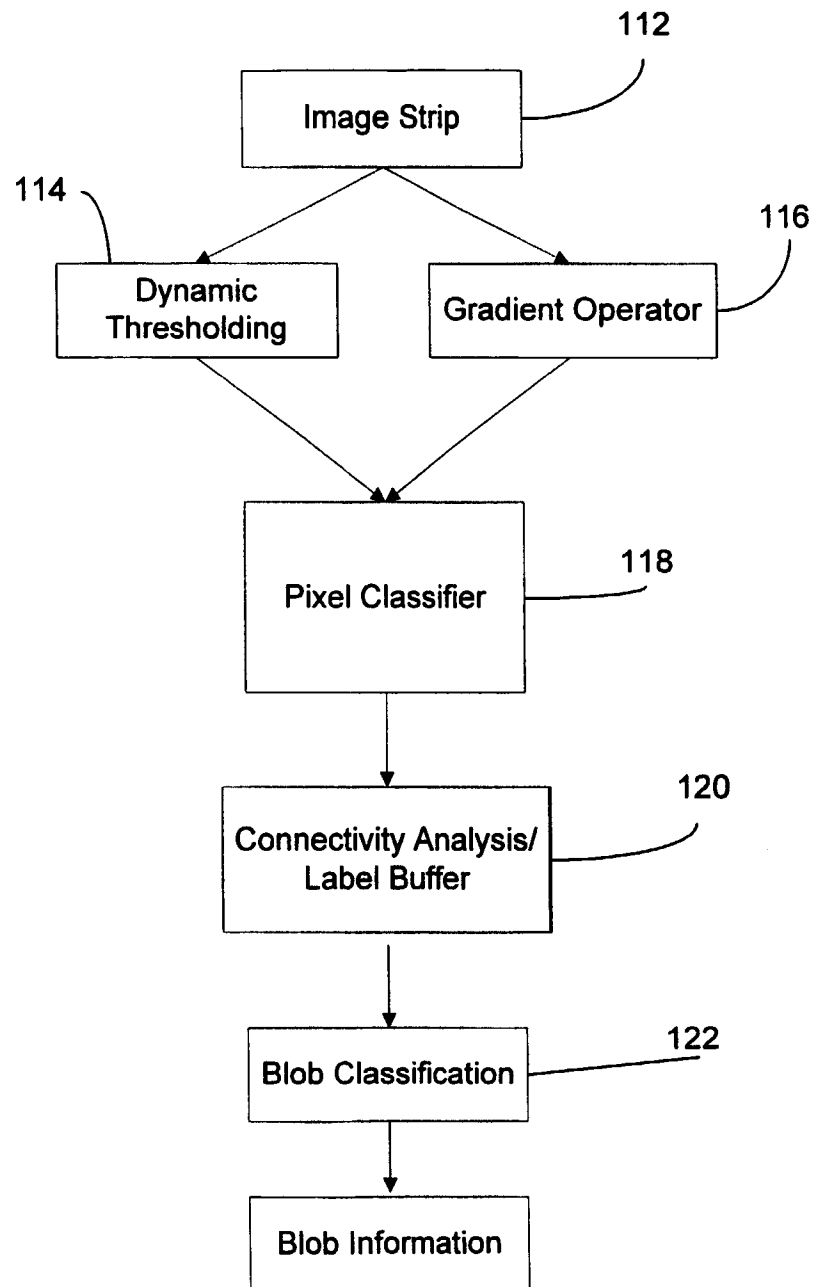 112
Image Strip
114
116
Dynamic
Thresholding
Gradient Operator
118
Pixel Classifier
120
Connectivity Analysis/
Label Buffer
122
Blob Classification
Blob Information